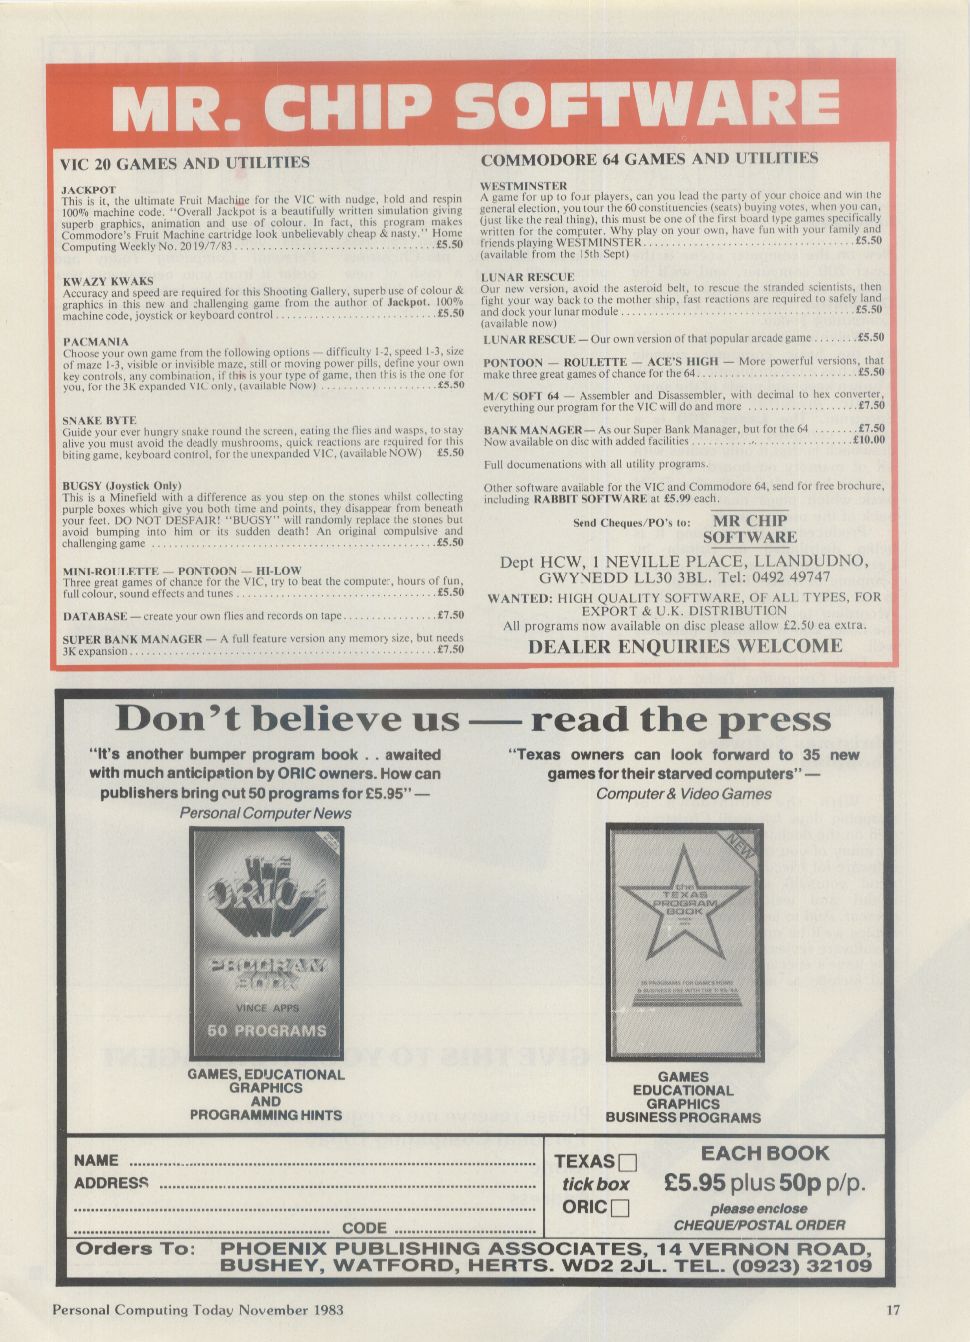 MR. CHIP SOFTWARE
VIC 20 GAMES AND UTILITIES
JACKPOT
This is it, the ultimate Fruit Machine for the VIC with nudge, hold and respin
100% machine code. "Overall Jackpot is a beautifully written simulation giving
superb graphics, animation and use of colour. In fact, this program makes
Commodore's Fruit Machine cartridge look unbelievably cheap & nasty." Home
Computing Weekly No. 20 19/7/83 . . . . . . . . . . £5.50
KWAZY KWAKS
Accuracy and speed are required for this Shooting Gallery, superb use of colour &
graphics in this new and challenging game from the author of Jackpot. 100%
machine code, joystick or keyboard control . . . . . . . . . . £5.50
PACMANIA
Choose your own game from the following options — difficulty 1-2, speed 1-3, size
of maze 1-3, visible or invisible maze, still or moving power pills, define your own
key controls, any combination, if this is your type of game, then this is the one for
you, for the 3K expanded VIC only, (available Now) . . . . . . . . . . £5.50
SNAKE BYTE
Guide your ever hungry snake round the screen, eating the flies and wasps, to stay
alive you must avoid the deadly mushrooms, quick reactions are required for this
biting game, keyboard control, for the unexpanded VIC, (available NOW) £5.50
BUGSY (Joystick Only)
This is a Minefield with a difference as you step on the stones whilst collecting
purple boxes which give you both time and points, they disappear from beneath
your feet. DO NOT DESPAIR! "BUGSY" will randomly replace the stones but
avoid bumping into him or its sudden death! An original compulsive and
challenging game . . . . . . . . . . £5.50
MINI-ROULETTE — PONTOON — HI-LOW
Three great games of chance for the VIC, try to beat the computer, hours of fun,
full colour, sound effects and tunes . . . . . . . . . . £5.50
DATABASE — create your own flies and records on tape . . . . . . . . . . £7.50
SUPER BANK MANAGER — A full feature version any memory size, but needs
3K expansion . . . . . . . . . . £7.50
COMMODORE 64 GAMES AND UTILITIES
WESTMINSTER
A game for up to four players, can you lead the party of your choice and win the
general election, you tour the 60 constituencies (seats) buying votes, when you can,
(just like the real thing), this must be one of the first board type games specifically
written for the computer. Why play on your own, have fun with your family and
friends playing WESTMINSTER . . . . . . . . . . £5.50
(available from the 15th Sept)
LUNAR RESCUE
Our new version, avoid the asteroid belt, to rescue the stranded scientists, then
fight your way back to the mother ship, fast reactions are required to safely land
and dock your lunar module . . . . . . . . . . £5.50
(available now)
LUNAR RESCUE — Our own version of that popular arcade game . . . . . . . . £5.50
PONTOON — ROULETTE — ACE'S HIGH — More powerful versions, that
make three great games of chance for the 64 . . . . . . . . . . £5.50
M/C SOFT 64 — Assembler and Disassembler, with decimal to hex converter,
everything our program for the VIC will do and more . . . . . . . . . . £7.50
BANK MANAGER — As our Super Bank Manager, but for the 64 . . . . . . . . £7.50
Now available on disc with added facilities . . . . . . . . . . £10.00
Full documenations with all utility programs.
Other software available for the VIC and Commodore 64, send for free brochure,
including RABBIT SOFTWARE at £5.99 each.
Send Cheques/PO's to: MR CHIP
SOFTWARE
Dept HCW, 1 NEVILLE PLACE, LLANDUDNO,
GWYNEDD LL30 3BL. Tel: 0492 49747
WANTED: HIGH QUALITY SOFTWARE, OF ALL TYPES, FOR
EXPORT & U.K. DISTRIBUTION
All programs now available on disc please allow £2.50 ea extra.
DEALER ENQUIRIES WELCOME
Don't believe us — read the press
"It's another bumper program book . . awaited
with much anticipation by ORIC owners. How can
publishers bring out 50 programs for £5.95" —
Personal Computer News
THE
ORIC-1
PROGRAM
BOOK
VINCE APPS
50 PROGRAMS
GAMES, EDUCATIONAL
GRAPHICS
AND
PROGRAMMING HINTS
"Texas owners can look forward to 35 new
games for their starved computers" —
Computer & Video Games
NEW
the
TEXAS
PROGRAM
BOOK
35 PROGRAMS FOR GAMES HOME
& BUSINESS USE WITH THE TI 99/4A
GAMES
EDUCATIONAL
GRAPHICS
BUSINESS PROGRAMS
NAME ..........
ADDRESS ..........
.......... CODE ..........
TEXAS
tick box
ORIC
EACH BOOK
£5.95 plus 50p p/p.
please enclose
CHEQUE/POSTAL ORDER
Orders To: PHOENIX PUBLISHING ASSOCIATES, 14 VERNON ROAD,
BUSHEY, WATFORD, HERTS. WD2 2JL. TEL. (0923) 32109
Personal Computing Today November 1983
17